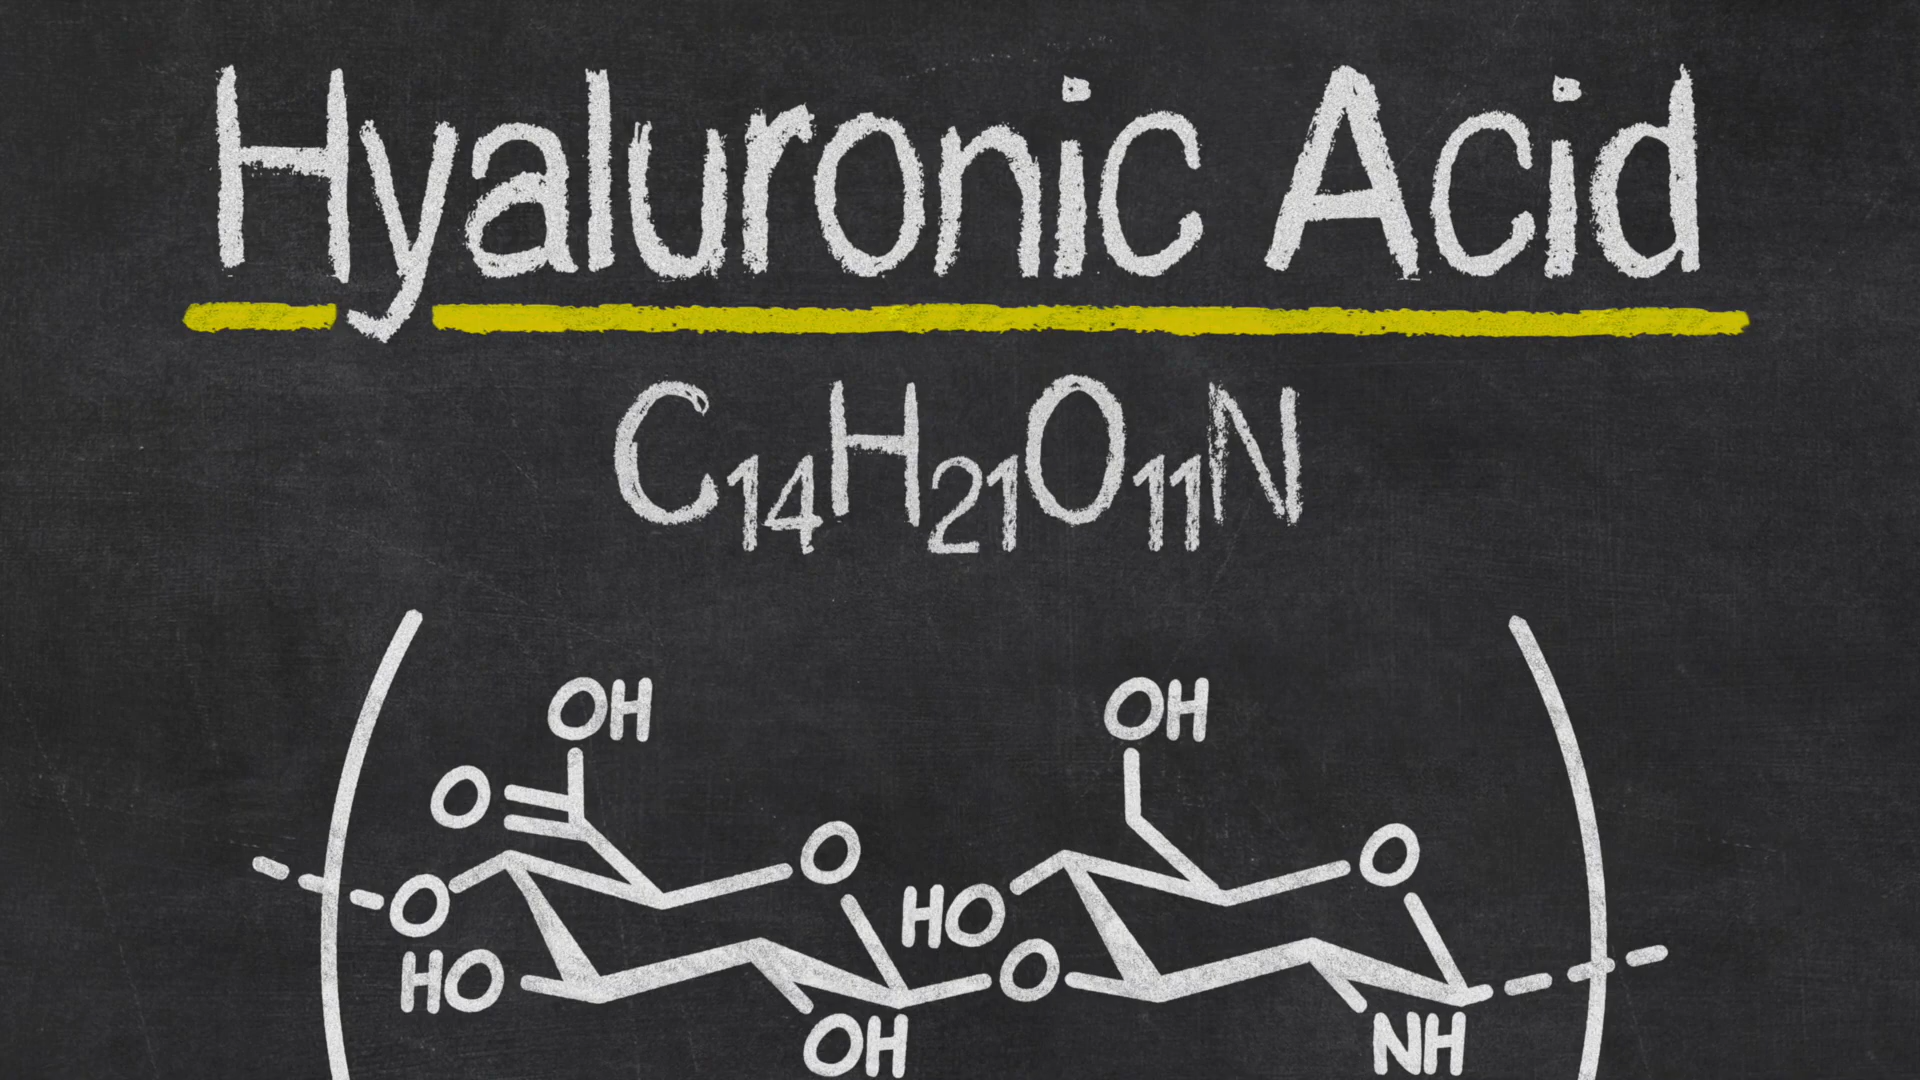 Hyaluronic Acid
C₁₄H₂₁O₁₁N
OH OH
O
O O
O HO
HO O
OH NH